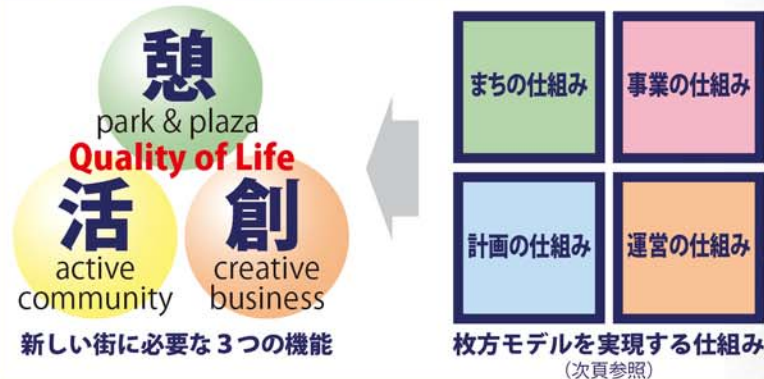 憩
park & plaza
Quality of Life
活
active
community
創
creative
business
新しい街に必要な3つの機能
まちの仕組み
事業の仕組み
計画の仕組み
運営の仕組み
枚方モデルを実現する仕組み
（次頁参照）